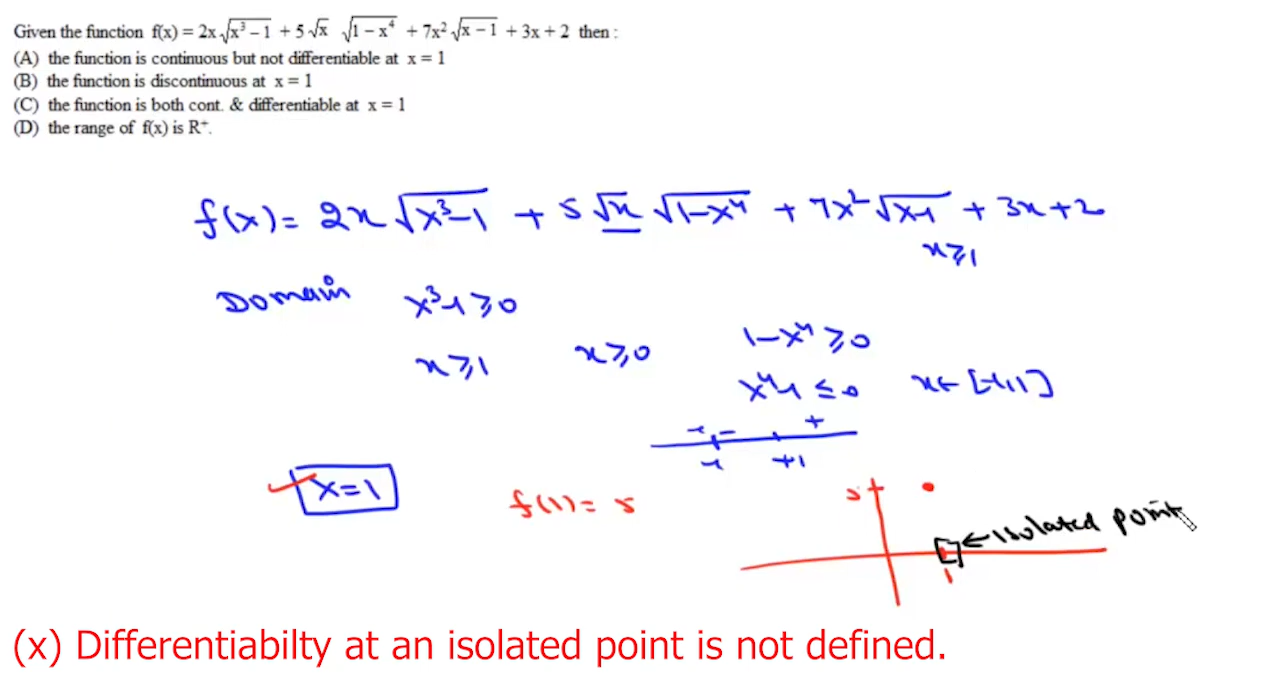 Given the function f(x) = 2x√(x³ − 1) + 5√x √(1 − x⁴) + 7x²√(x − 1) + 3x + 2 then :
(A) the function is continuous but not differentiable at x = 1
(B) the function is discontinuous at x = 1
(C) the function is both cont. & differentiable at x = 1
(D) the range of f(x) is R⁺.
f(x) = 2x √(x³-1) + 5 √x √(1-x⁴) + 7x² √(x-1) + 3x+2
x≥1
Domain x³-1≥0
x≥1 x≥0 1-x⁴≥0
x⁴-1≤0 x∈[-1,1]
+ - +
-1 +1
x=1 f(1)= 5
5
←isolated point
1
(x) Differentiabilty at an isolated point is not defined.